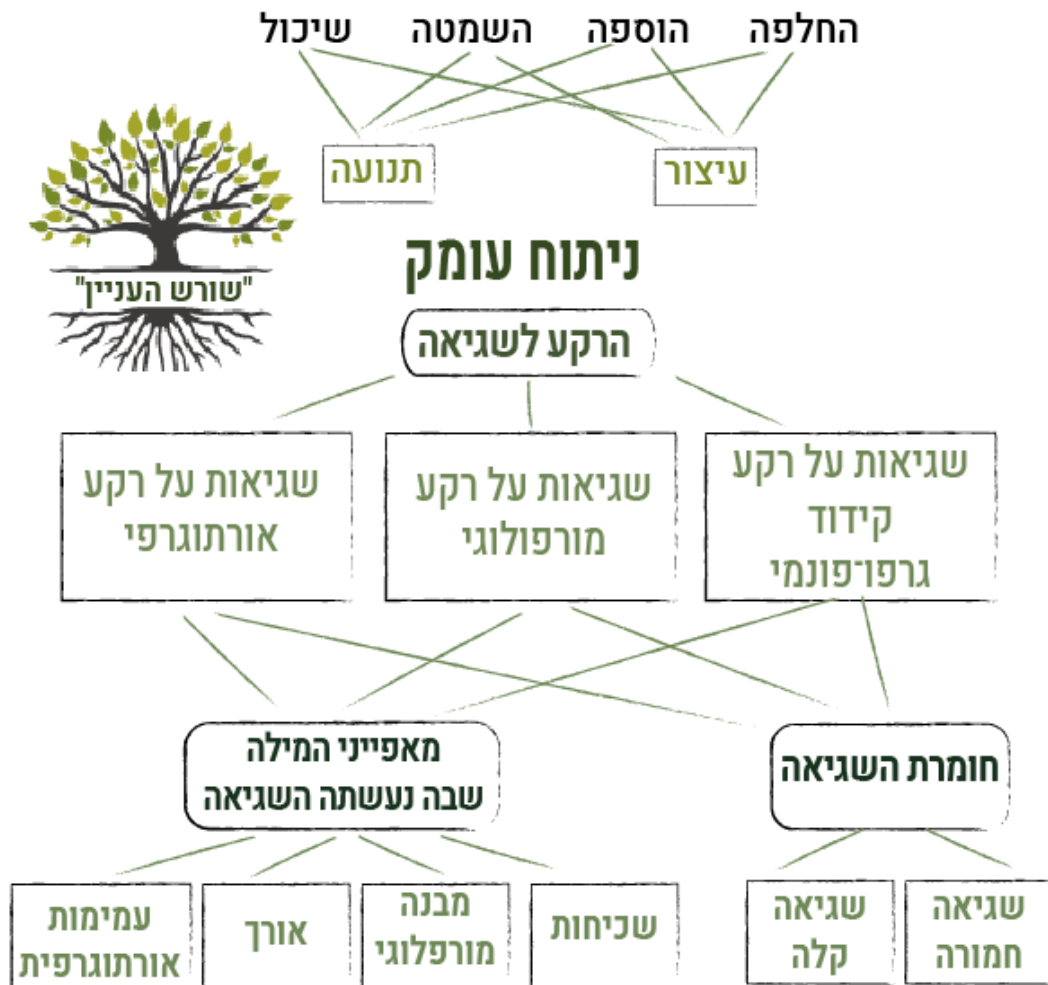 החלפה הוספה השמטה שיכול
עיצור תנועה
"שורש העניין"
ניתוח עומק
הרקע לשגיאה
שגיאות על רקע
קידוד
גרפו־פונמי
שגיאות על רקע
מורפולוגי
שגיאות על רקע
אורתוגרפי
חומרת השגיאה
מאפייני המילה
שבה נעשתה השגיאה
שגיאה
חמורה
שגיאה
קלה
שכיחות
מבנה
מורפלוגי
אורך
עמימות
אורתוגרפית